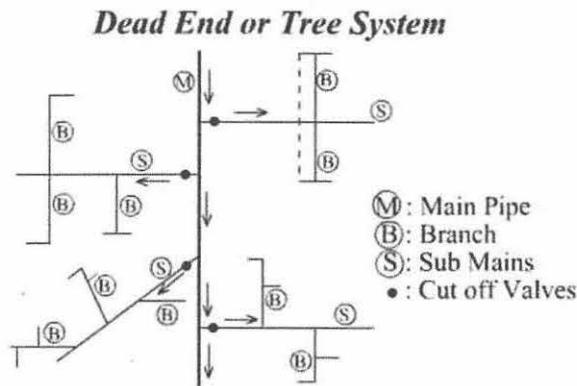 Dead End or Tree System
M
B
S
B
B
S
B
B
M : Main Pipe
B : Branch
S : Sub Mains
• : Cut off Valves
S
B
B
B
B
S
B